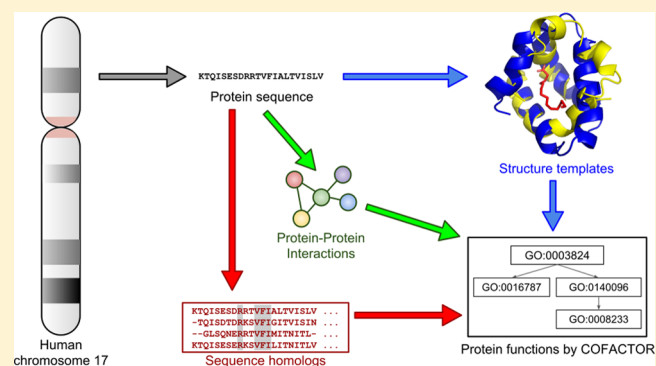 KTQISESDRRTVFIALTVISLV
Protein sequence
Structure templates
Protein-Protein
Interactions
GO:0003824
GO:0016787
GO:0140096
GO:0008233
KTQISESDRRTVFIALTVISLV ...
-TQISDTDRKSVFIGITVISIN ...
--GLSQNERRTVFIMITNITL- ...
KTQISESERKSVFILITNITLV ...
Sequence homologs
Human
chromosome 17
Protein functions by COFACTOR